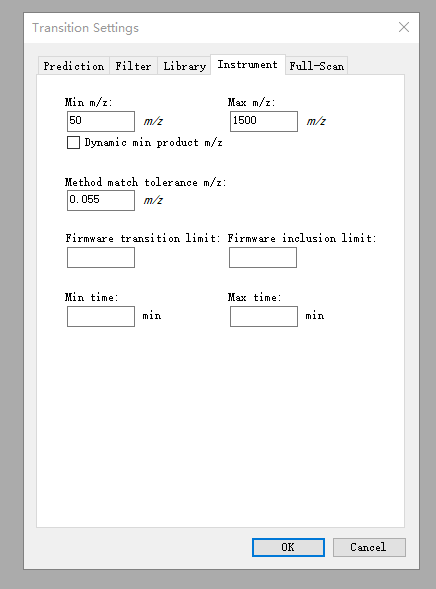 Transition Settings
Prediction Filter Library Instrument Full-Scan
Min m/z: Max m/z:
50 m/z 1500 m/z
Dynamic min product m/z
Method match tolerance m/z:
0.055 m/z
Firmware transition limit: Firmware inclusion limit:
Min time: Max time:
min min
OK Cancel